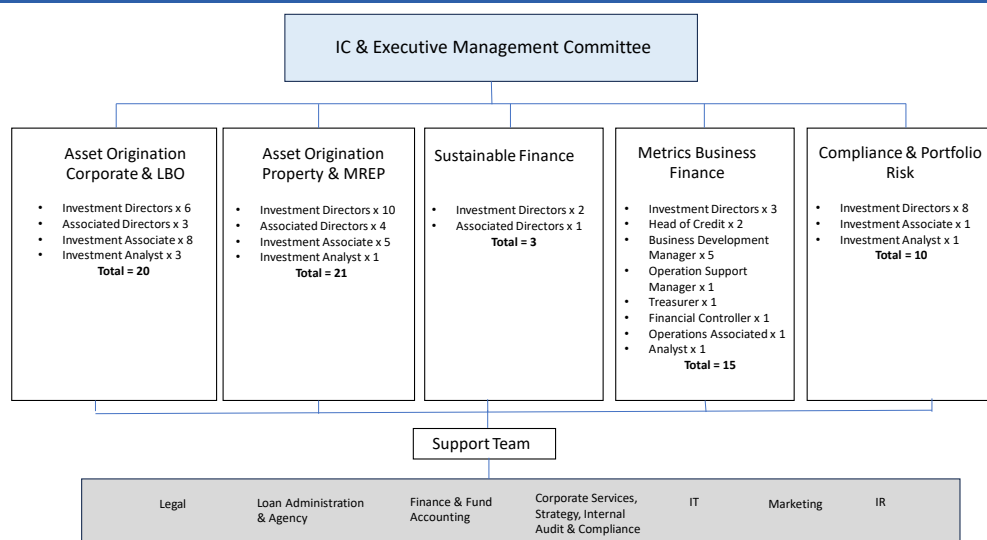 IC & Executive Management Committee
Asset Origination
Corporate & LBO
• Investment Directors x 6
• Associated Directors x 3
• Investment Associate x 8
• Investment Analyst x 3
Total = 20
Asset Origination
Property & MREP
• Investment Directors x 10
• Associated Directors x 4
• Investment Associate x 5
• Investment Analyst x 1
Total = 21
Sustainable Finance
• Investment Directors x 2
• Associated Directors x 1
Total = 3
Metrics Business
Finance
• Investment Directors x 3
• Head of Credit x 2
• Business Development
Manager x 5
• Operation Support
Manager x 1
• Treasurer x 1
• Financial Controller x 1
• Operations Associated x 1
• Analyst x 1
Total = 15
Compliance & Portfolio
Risk
• Investment Directors x 8
• Investment Associate x 1
• Investment Analyst x 1
Total = 10
Support Team
Legal
Loan Administration
& Agency
Finance & Fund
Accounting
Corporate Services,
Strategy, Internal
Audit & Compliance
IT
Marketing
IR